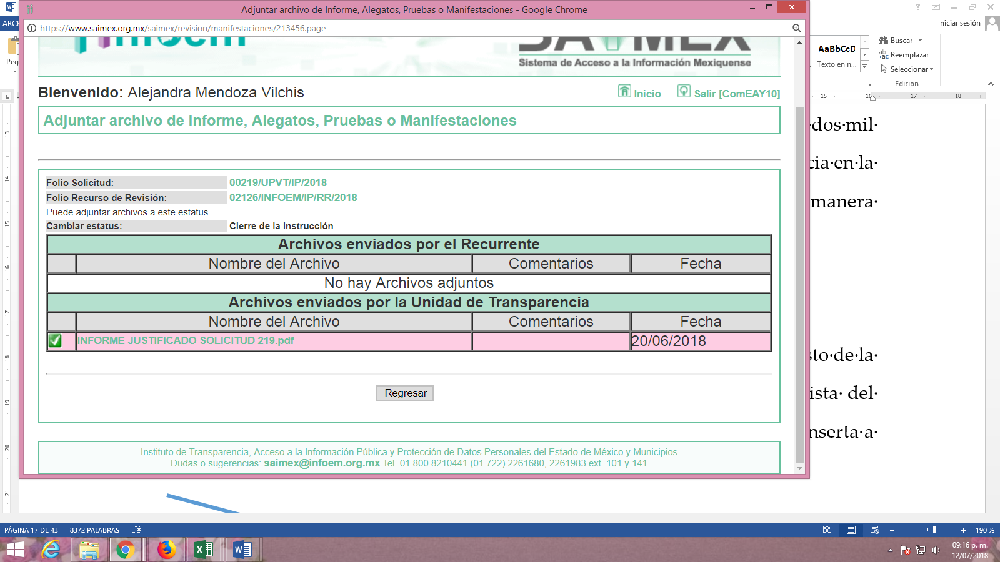 Adjuntar archivo de Informe, Alegatos, Pruebas o Manifestaciones - Google Chrome
https://www.saimex.org.mx/saimex/revision/manifestaciones/213456.page
Sistema de Acceso a la Información Mexiquense
Bienvenido: Alejandra Mendoza Vilchis
Inicio
Salir [ComEAY10]
Adjuntar archivo de Informe, Alegatos, Pruebas o Manifestaciones
Folio Solicitud: 00219/UPVT/IP/2018
Folio Recurso de Revisión: 02126/INFOEM/IP/RR/2018
Puede adjuntar archivos a este estatus
Cambiar estatus: Cierre de la instrucción
Archivos enviados por el Recurrente
Nombre del Archivo Comentarios Fecha
No hay Archivos adjuntos
Archivos enviados por la Unidad de Transparencia
Nombre del Archivo Comentarios Fecha
INFORME JUSTIFICADO SOLICITUD 219.pdf 20/06/2018
Regresar
Instituto de Transparencia, Acceso a la Información Pública y Protección de Datos Personales del Estado de México y Municipios
Dudas o sugerencias: saimex@infoem.org.mx Tel. 01 800 8210441 (01 722) 2261680, 2261983 ext. 101 y 141
Iniciar sesión
AaBbCcD
Texto en n...
Buscar
Reemplazar
Seleccionar
Edición
15 16 17 18
dos·mil·
en·la·
manera·
de·la·
del·
a·
13
14
15
16
17
18
19
20
21
PÁGINA 17 DE 43 8372 PALABRAS
190 %
09:16 p. m.
12/07/2018